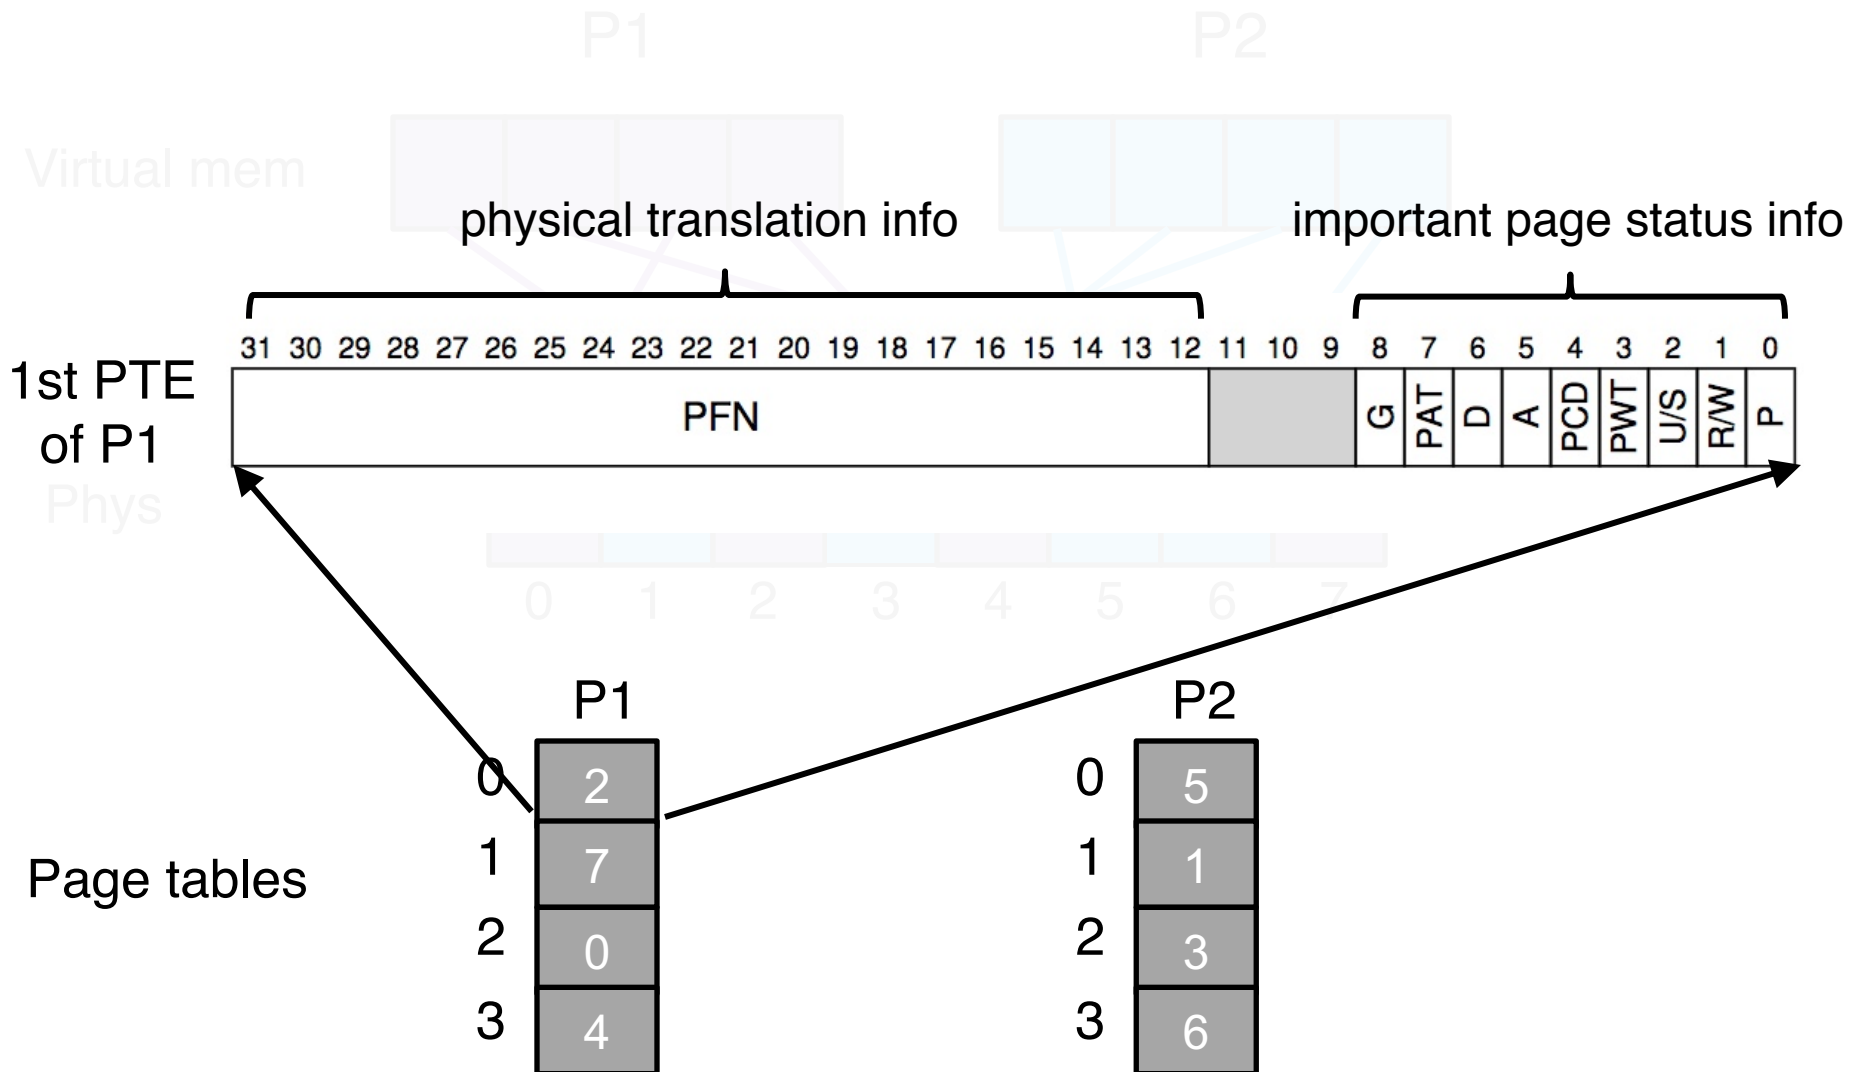 P1 P2
Virtual mem
physical translation info important page status info
31 30 29 28 27 26 25 24 23 22 21 20 19 18 17 16 15 14 13 12 11 10 9 8 7 6 5 4 3 2 1 0
1st PTE
of P1
PFN G PAT D A PCD PWT U/S R/W P
Phys
0 1 2 3 4 5 6 7
P1 P2
0 2 0 5
1 7 1 1
Page tables
2 0 2 3
3 4 3 6